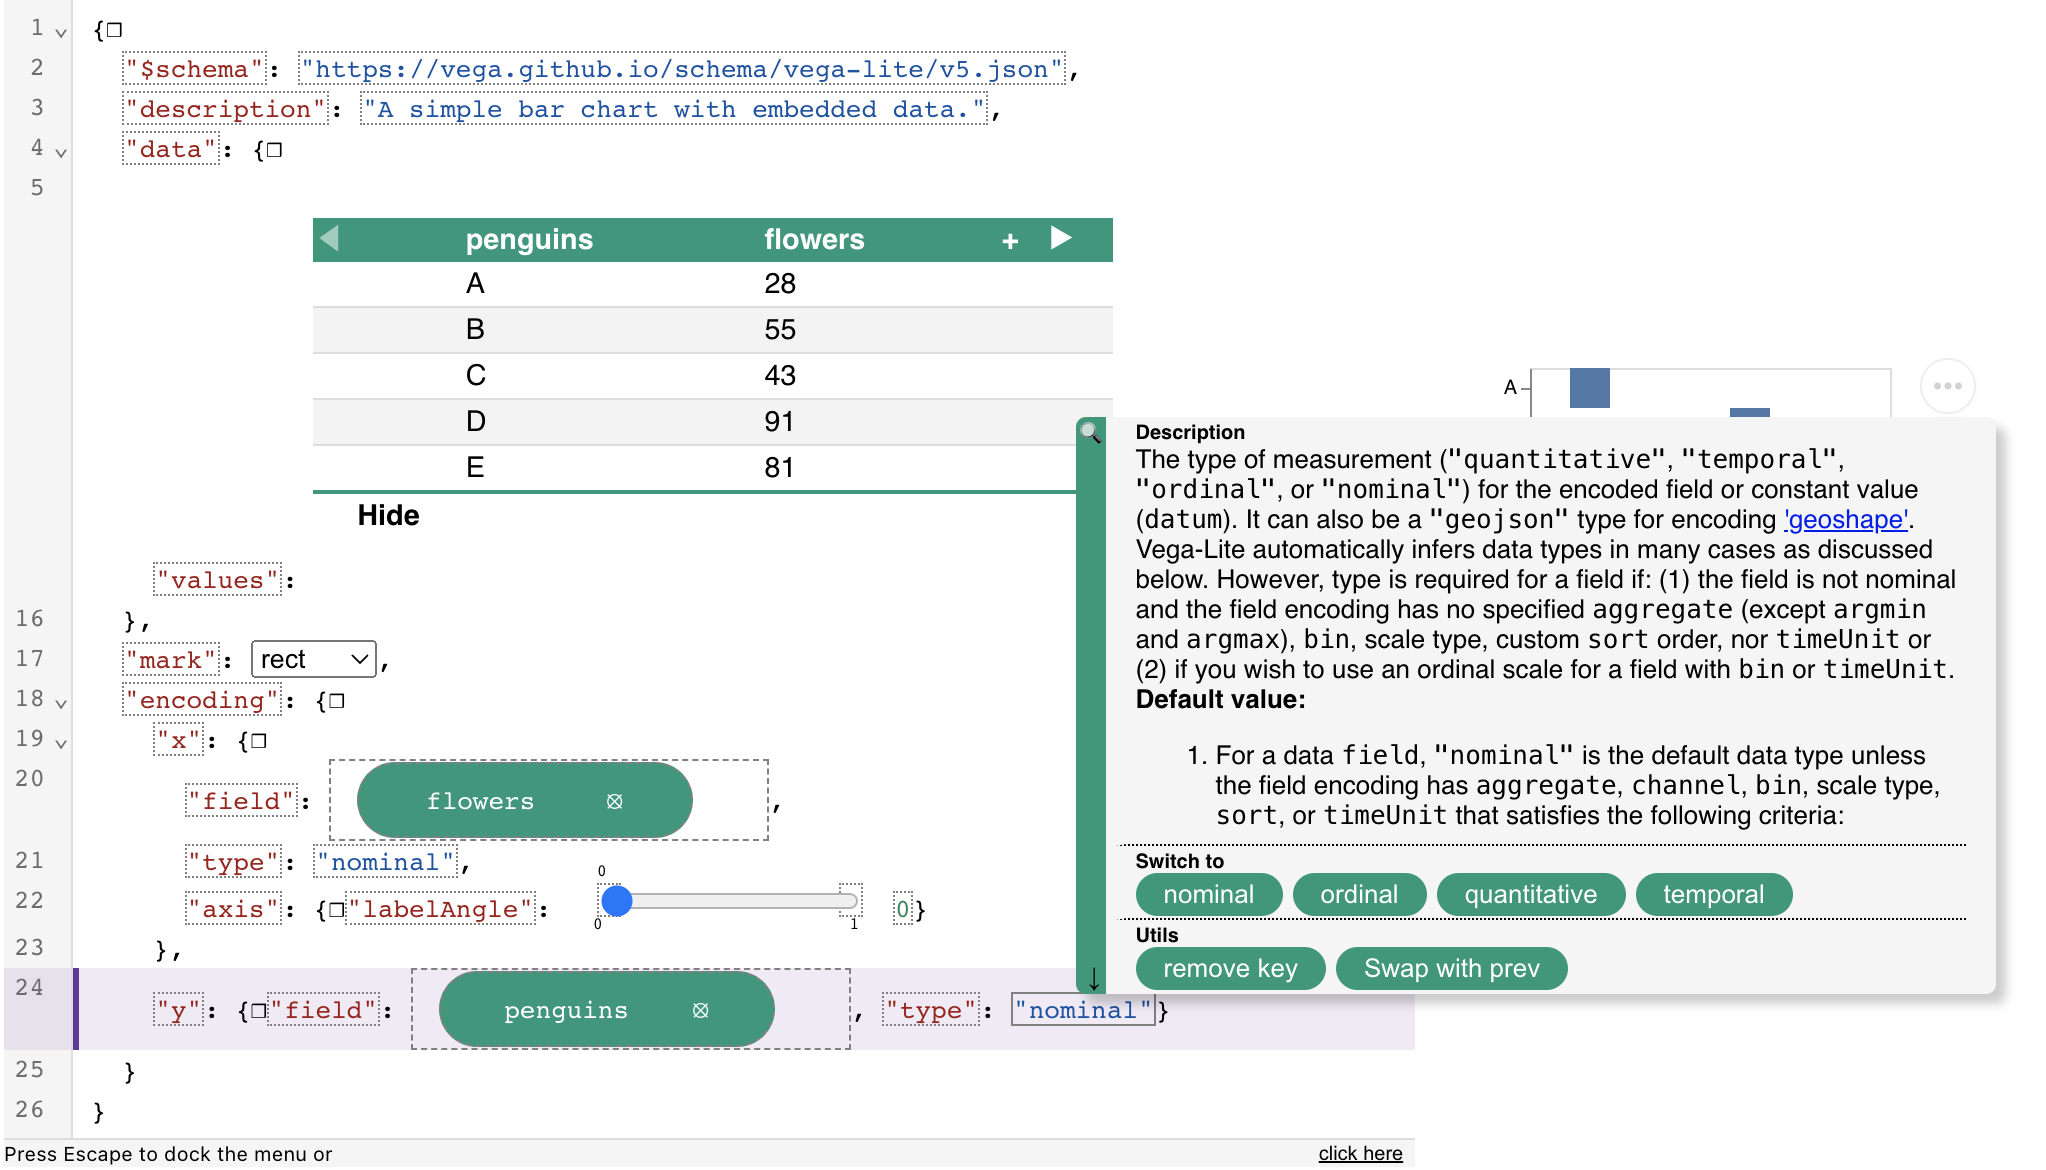 1 {
2 "$schema": "https://vega.github.io/schema/vega-lite/v5.json",
3 "description": "A simple bar chart with embedded data.",
4 "data": {
5
penguins flowers +
A 28
B 55
C 43
D 91
E 81
Hide
"values":
16 },
17 "mark": rect ,
18 "encoding": {
19 "x": {
20 "field": flowers ⦻ ,
21 "type": "nominal",
0
22 "axis": {"labelAngle": 0}
0 1
23 },
24 "y": {"field": penguins ⦻ , "type": "nominal"}
25 }
26 }
Press Escape to dock the menu or click here
A
Description
The type of measurement ("quantitative", "temporal",
"ordinal", or "nominal") for the encoded field or constant value
(datum). It can also be a "geojson" type for encoding 'geoshape'.
Vega-Lite automatically infers data types in many cases as discussed
below. However, type is required for a field if: (1) the field is not nominal
and the field encoding has no specified aggregate (except argmin
and argmax), bin, scale type, custom sort order, nor timeUnit or
(2) if you wish to use an ordinal scale for a field with bin or timeUnit.
Default value:
1. For a data field, "nominal" is the default data type unless
the field encoding has aggregate, channel, bin, scale type,
sort, or timeUnit that satisfies the following criteria:
Switch to
nominal ordinal quantitative temporal
Utils
remove key Swap with prev